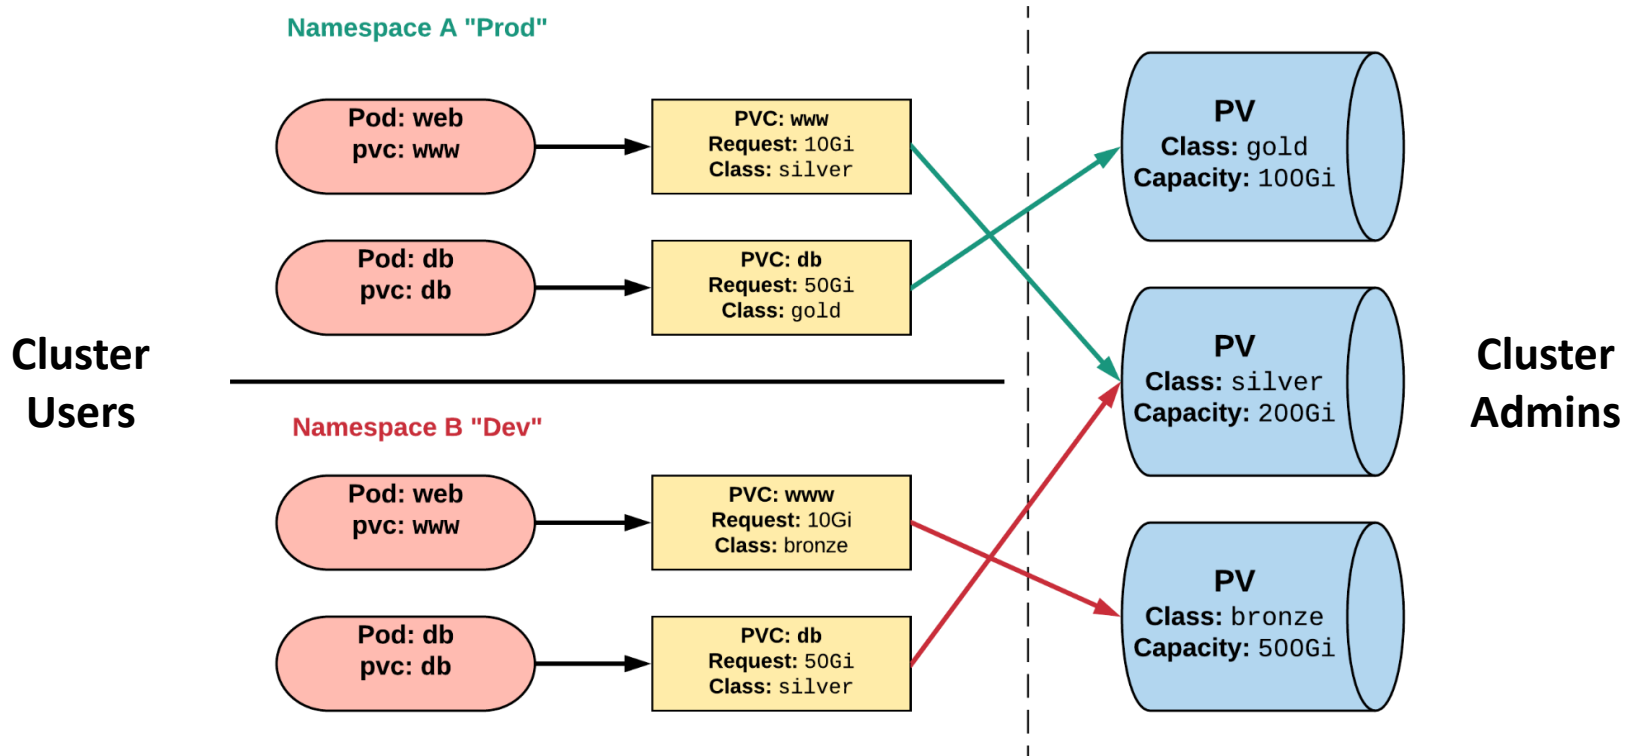 Namespace A "Prod"
Pod: web
pvc: www
PVC: www
Request: 10Gi
Class: silver
PV
Class: gold
Capacity: 100Gi
Pod: db
pvc: db
PVC: db
Request: 50Gi
Class: gold
Cluster
Users
PV
Class: silver
Capacity: 200Gi
Cluster
Admins
Namespace B "Dev"
Pod: web
pvc: www
PVC: www
Request: 10Gi
Class: bronze
PV
Class: bronze
Capacity: 500Gi
Pod: db
pvc: db
PVC: db
Request: 50Gi
Class: silver